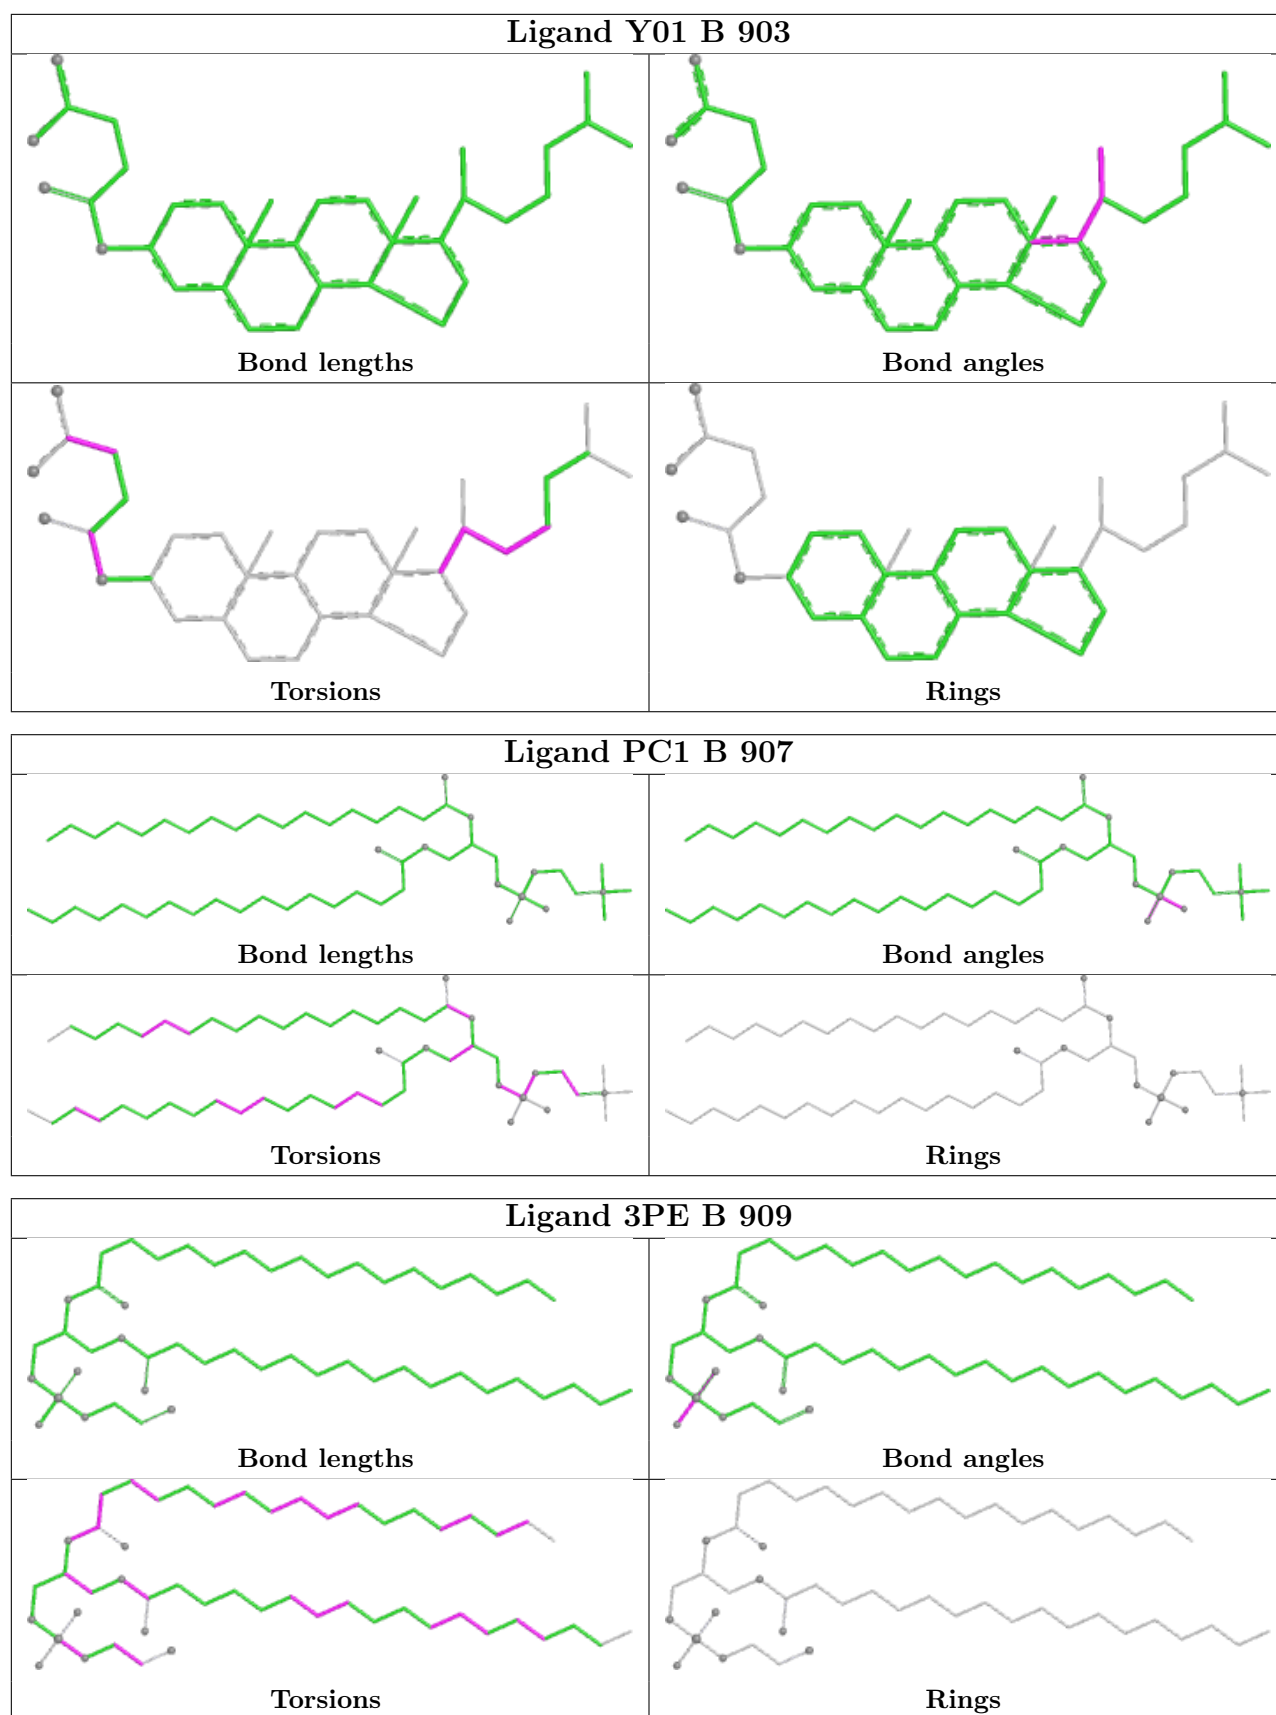 Ligand Y01 B 903
Bond lengths
Bond angles
Torsions
Rings
Ligand PC1 B 907
Bond lengths
Bond angles
Torsions
Rings
Ligand 3PE B 909
Bond lengths
Bond angles
Torsions
Rings